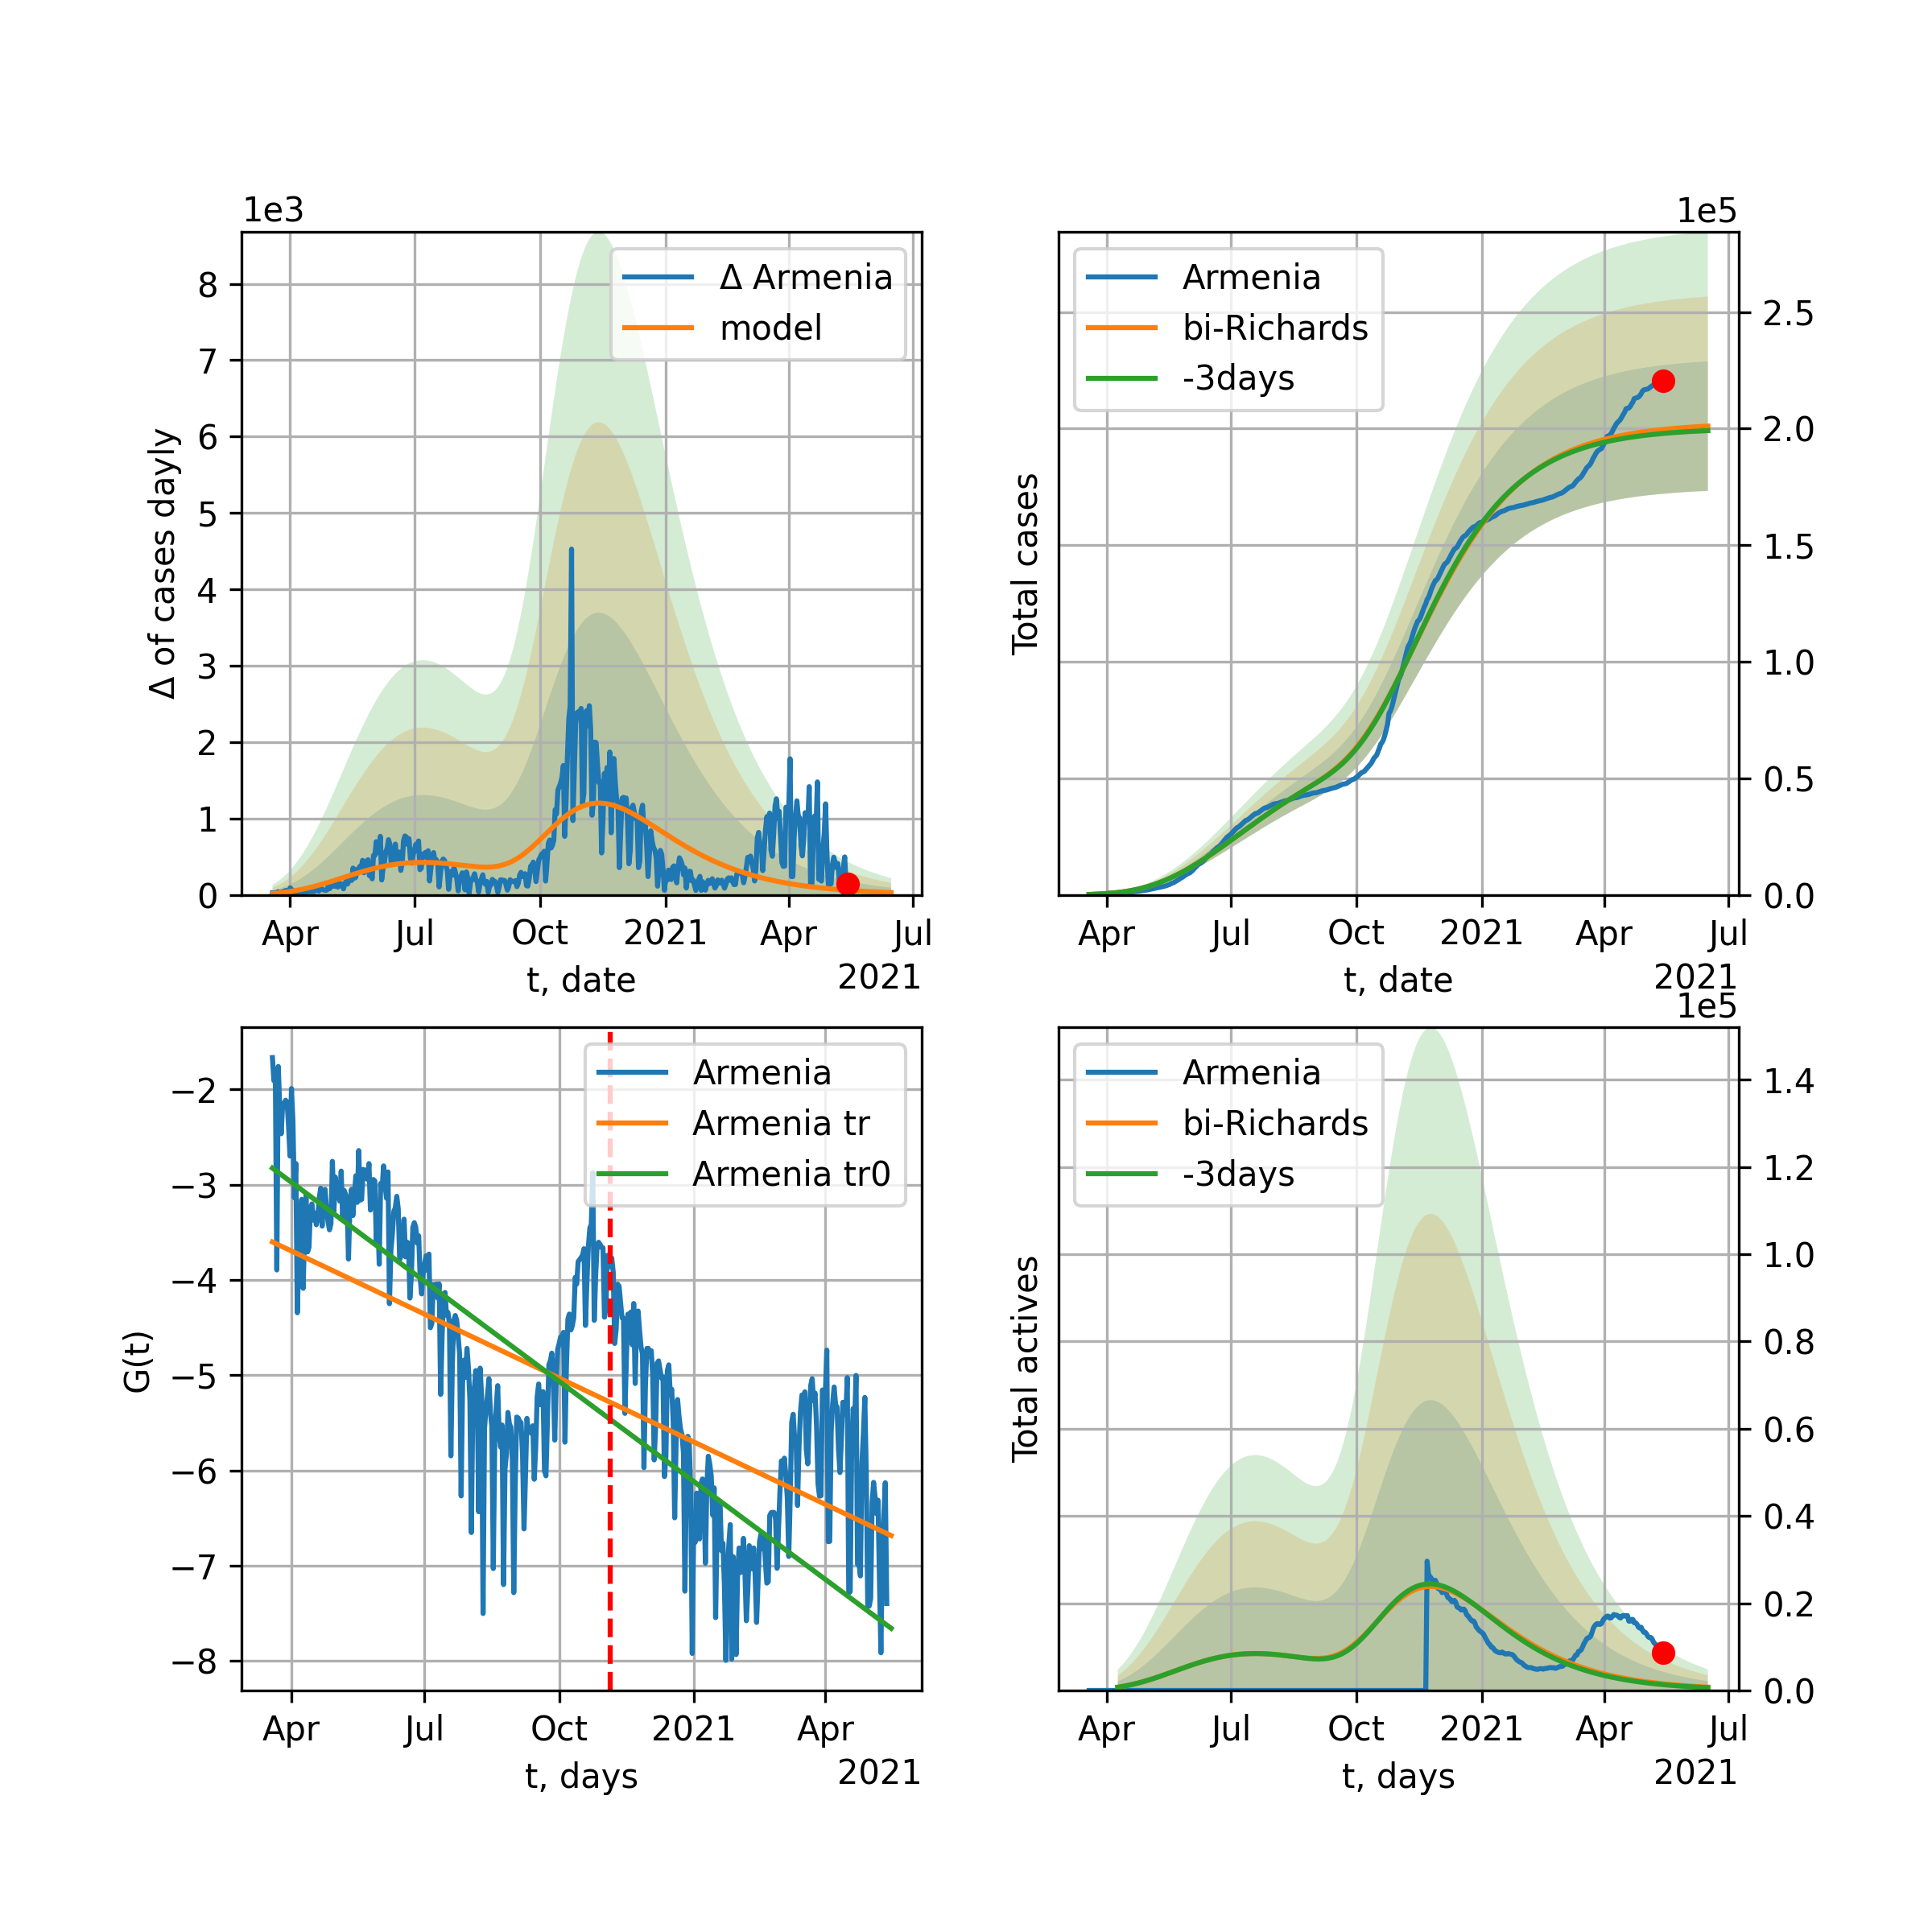 1e3
8
7
6
5
4
3
2
1
0
Δ of cases dayly
Δ Armenia
model
Apr Jul Oct 2021 Apr Jul
t, date
2021
1e5
Armenia
bi-Richards
-3days
Total cases
2.5
2.0
1.5
1.0
0.5
0.0
Apr Jul Oct 2021 Apr Jul
t, date
2021
G(t)
−2
−3
−4
−5
−6
−7
−8
Armenia
Armenia tr
Armenia tr0
Apr Jul Oct 2021 Apr
t, days
2021
1e5
Armenia
bi-Richards
-3days
Total actives
1.4
1.2
1.0
0.8
0.6
0.4
0.2
0.0
Apr Jul Oct 2021 Apr Jul
t, days
2021